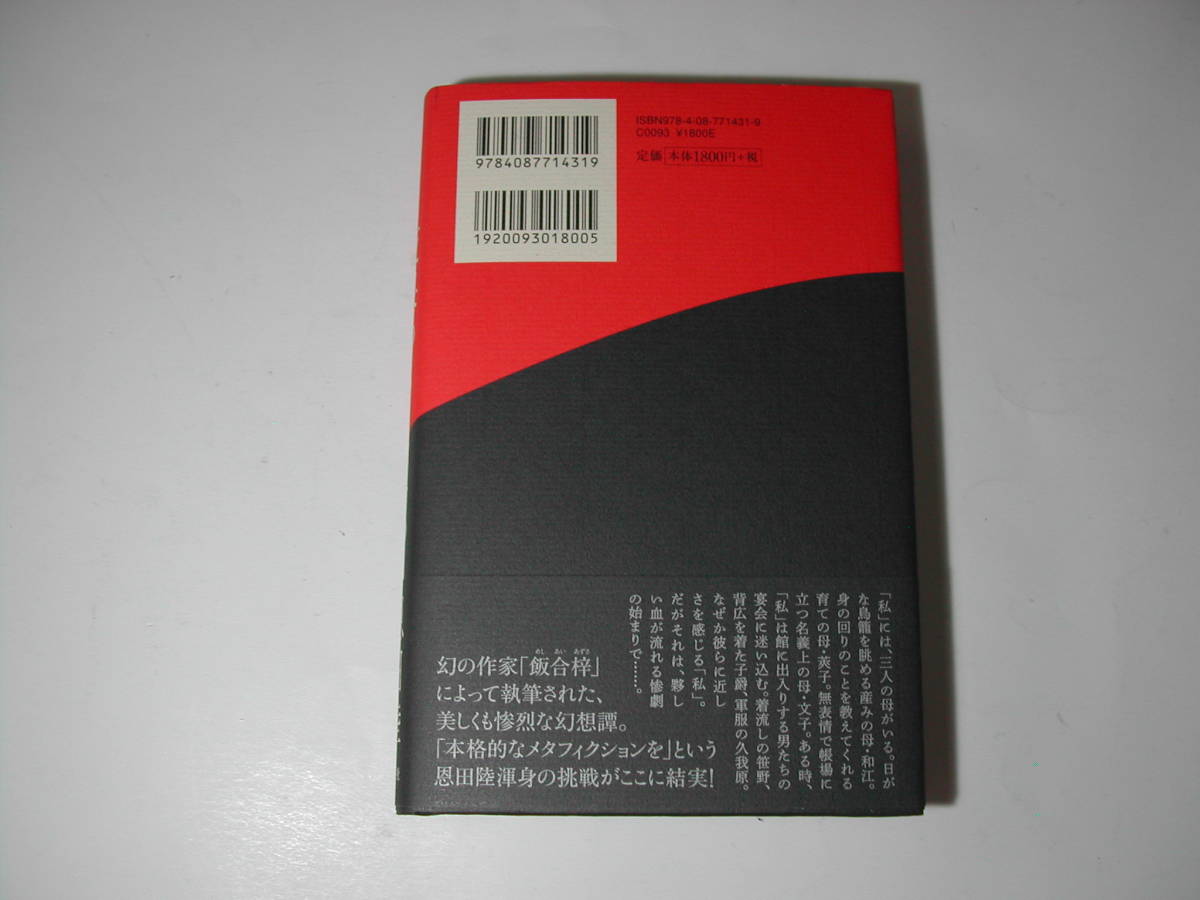 9784087714319
1920093018005
ISBN978-4-08-771431-9
C0093 ¥1800E
定価 本体1800円+税
「私」には、三人の母がいる。日が
な鳥籠を眺める産みの母・和江。
身の回りのことを教えてくれる
育ての母・莢子。無表情で帳場に
立つ名義上の母・文子。ある時、
「私」は館に出入りする男たちの
宴会に迷い込む。着流しの笹野、
背広を着た子爵、軍服の久我原。
なぜか彼らに近し
さを感じる「私」。
だがそれは、夥し
い血が流れる惨劇
の始まりで……。
幻の作家「飯合梓」
めし あい あずさ
によって執筆された、
美しくも惨烈な幻想譚。
「本格的なメタフィクションを」という
恩田陸渾身の挑戦がここに結実!